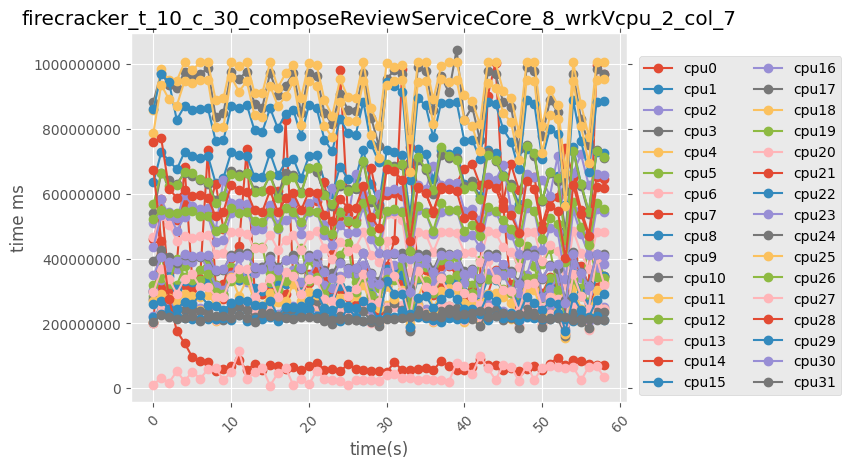 firecracker_t_10_c_30_composeReviewServiceCore_8_wrkVcpu_2_col_7
time ms
1000000000
800000000
600000000
400000000
200000000
0
0
10
20
30
40
50
60
time(s)
cpu0
cpu1
cpu2
cpu3
cpu4
cpu5
cpu6
cpu7
cpu8
cpu9
cpu10
cpu11
cpu12
cpu13
cpu14
cpu15
cpu16
cpu17
cpu18
cpu19
cpu20
cpu21
cpu22
cpu23
cpu24
cpu25
cpu26
cpu27
cpu28
cpu29
cpu30
cpu31